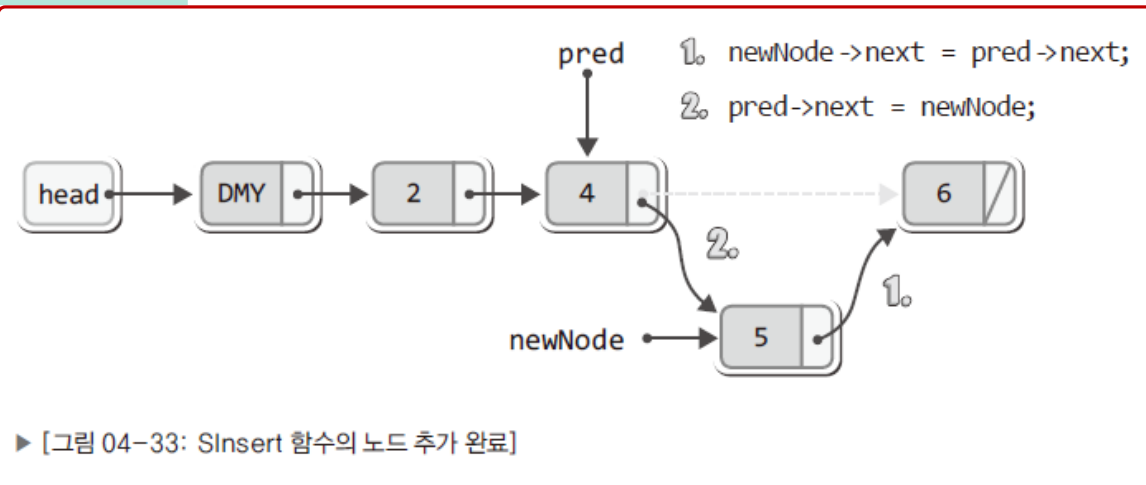 pred
1. newNode->next = pred->next;
2. pred->next = newNode;
head
DMY
2
4
6
2.
1.
newNode
5
▶ [그림 04-33: SInsert 함수의 노드 추가 완료]